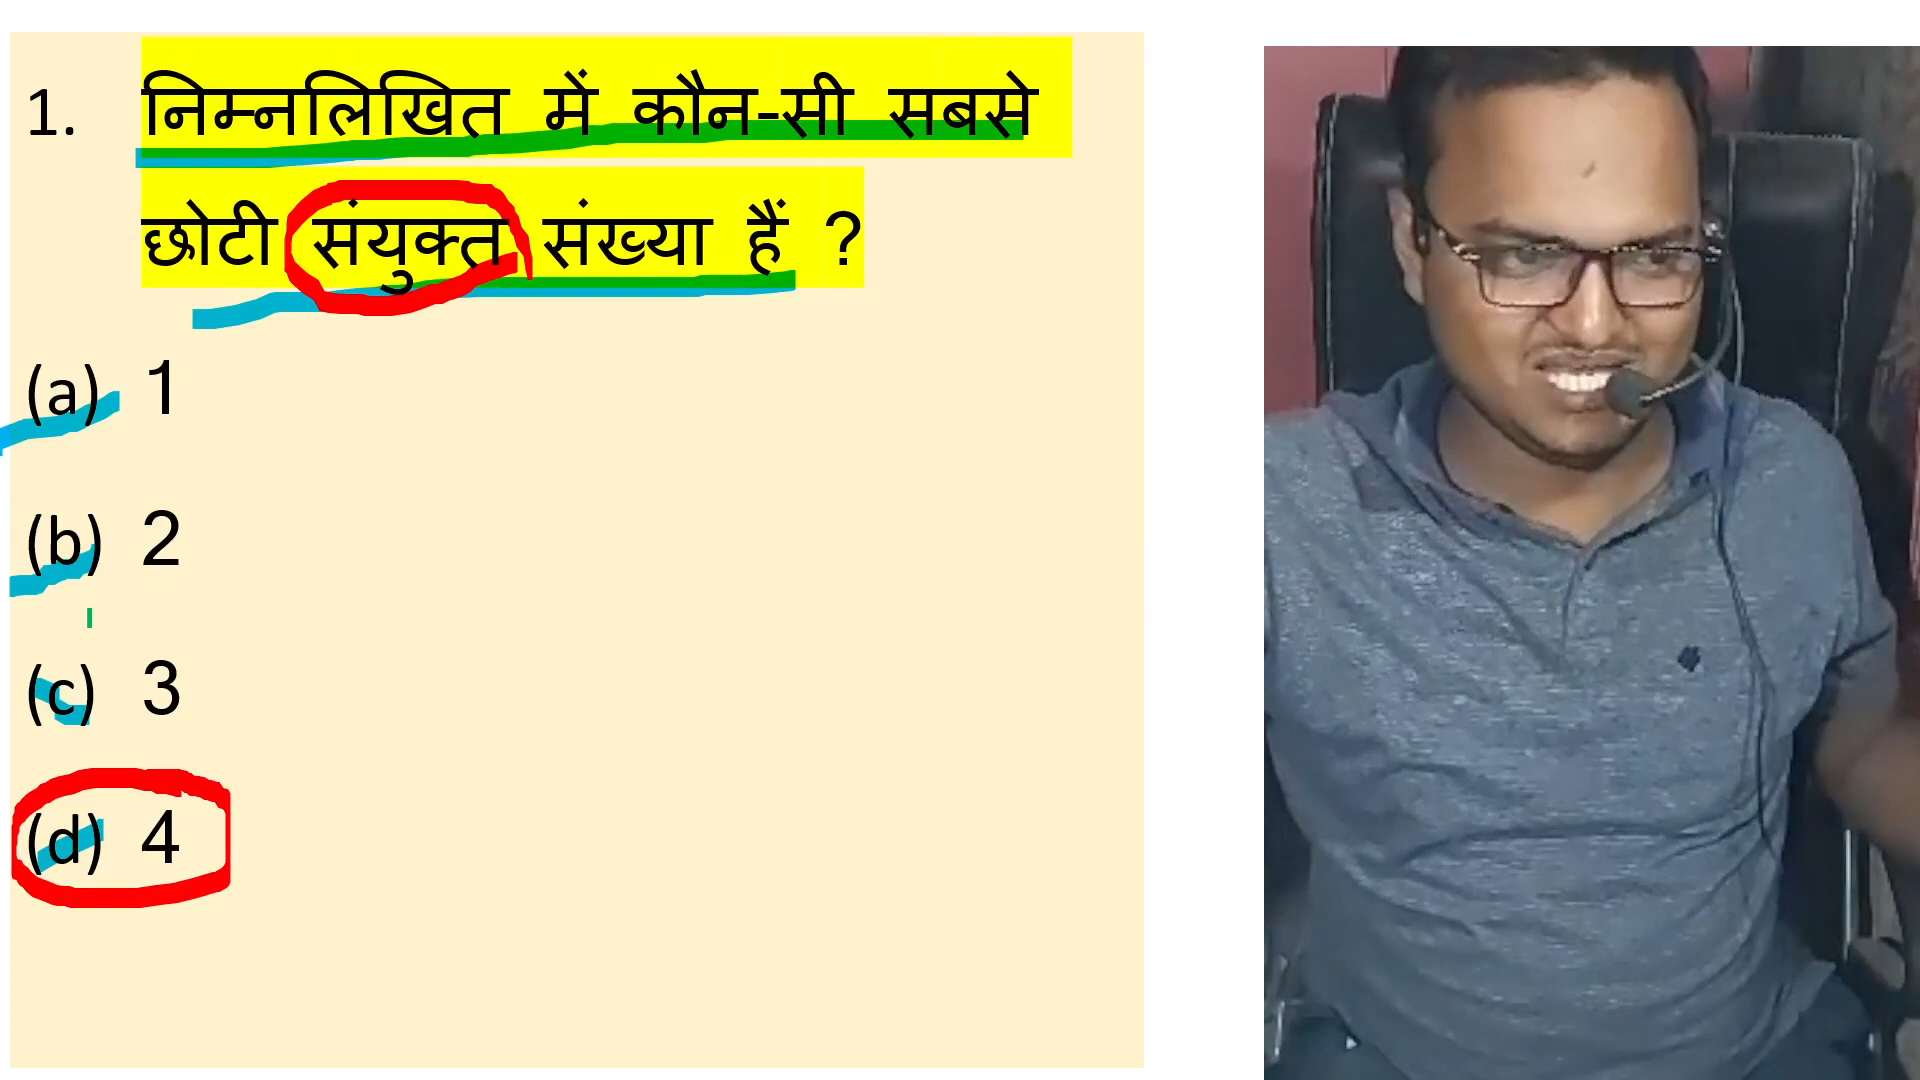 1. निम्नलिखित में कौन-सी सबसे
छोटी संयुक्त संख्या हैं ?
(a) 1
(b) 2
(c) 3
(d) 4